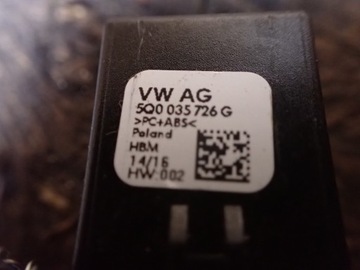 VW AG
5Q0 035 726 G
>PC+ABS<
Poland
HBM
14/16
HW:002